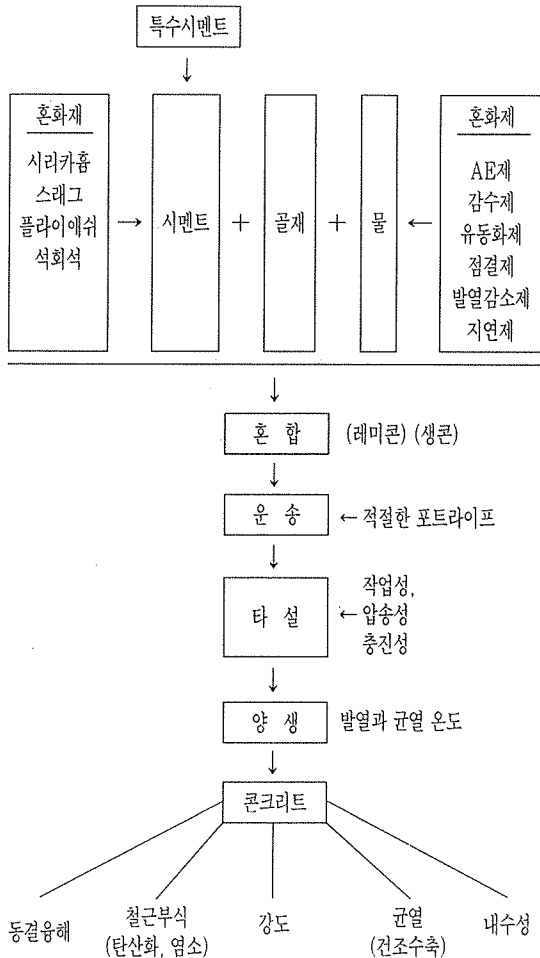 특수시멘트
혼화재
시리카흄
스래그
플라이애쉬
석회석
시멘트
+
골재
+
물
혼화제
AE제
감수제
유동화제
점결제
발열감소제
지연제
혼 합 (레미콘) (생콘)
운 송 ← 적절한 포트라이프
타 설 ←
작업성,
압송성
충진성
양 생 발열과 균열 온도
콘크리트
동결융해
철근부식
(탄산화, 염소)
강도
균열
(건조수축)
내수성